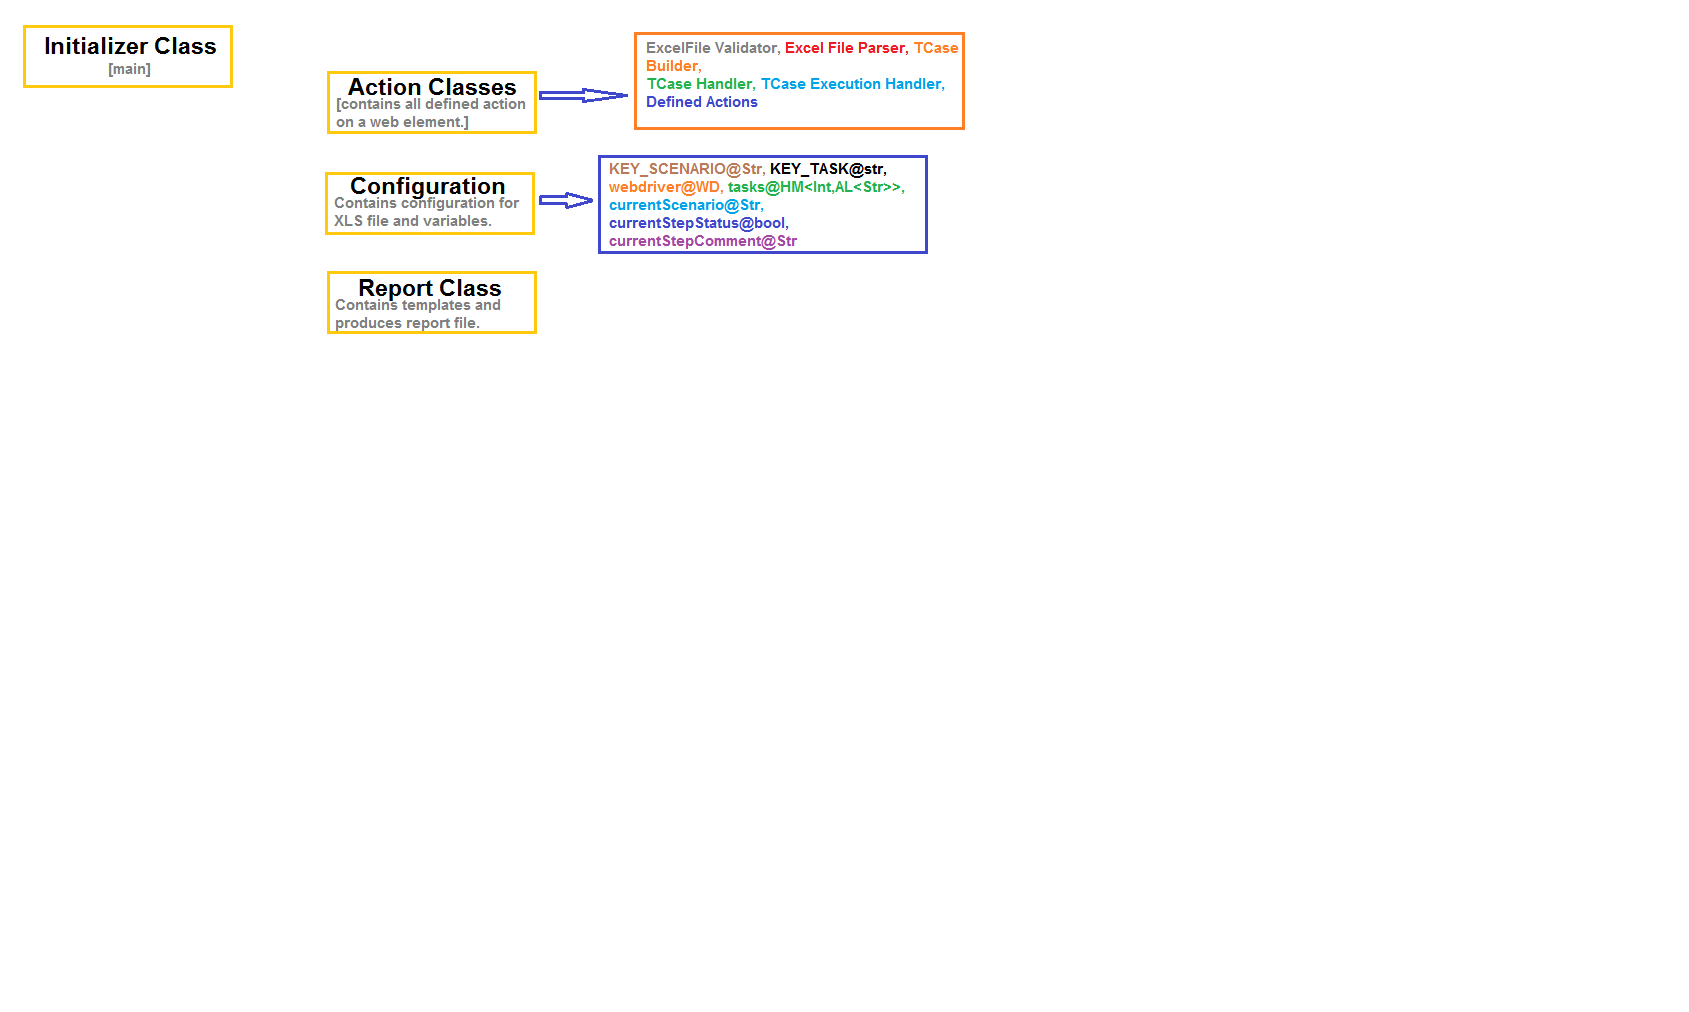 Initializer Class
[main]
Action Classes
[contains all defined action
on a web element.]
ExcelFile Validator, Excel File Parser, TCase
Builder,
TCase Handler, TCase Execution Handler,
Defined Actions
Configuration
Contains configuration for
XLS file and variables.
KEY_SCENARIO@Str, KEY_TASK@str,
webdriver@WD, tasks@HM<Int,AL<Str>>,
currentScenario@Str,
currentStepStatus@bool,
currentStepComment@Str
Report Class
Contains templates and
produces report file.